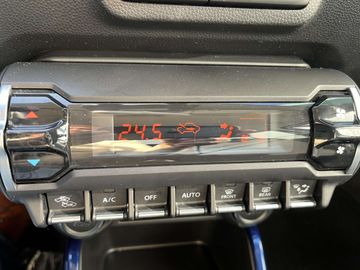 24.5
A/C OFF AUTO FRONT REAR